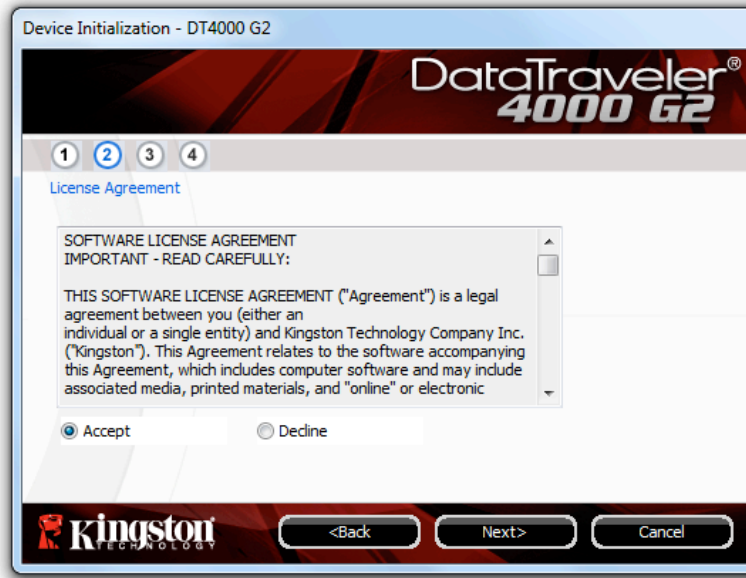 Device Initialization - DT4000 G2
DataTraveler®
4000 G2
1 2 3 4
License Agreement
SOFTWARE LICENSE AGREEMENT
IMPORTANT - READ CAREFULLY:
THIS SOFTWARE LICENSE AGREEMENT ("Agreement") is a legal
agreement between you (either an
individual or a single entity) and Kingston Technology Company Inc.
("Kingston"). This Agreement relates to the software accompanying
this Agreement, which includes computer software and may include
associated media, printed materials, and "online" or electronic
Accept Decline
Kingston
TECHNOLOGY
<Back Next> Cancel